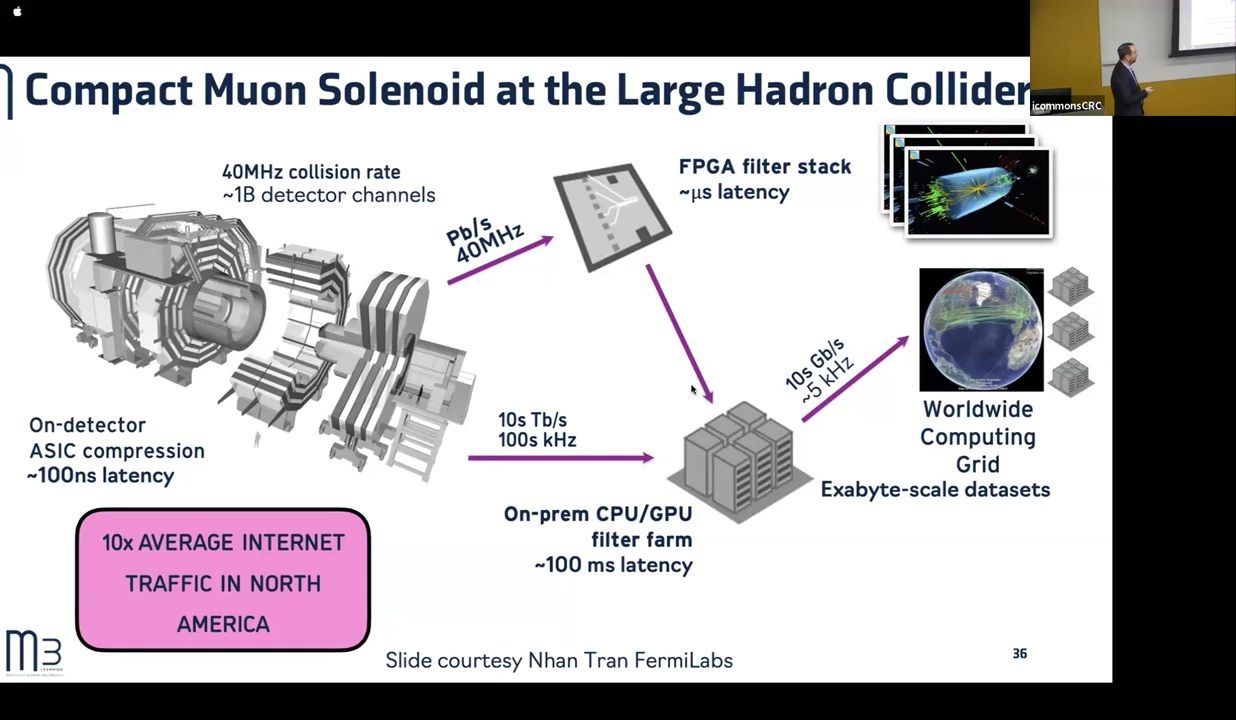 Compact Muon Solenoid at the Large Hadron Collider
icommonsCRC
40MHz collision rate
~1B detector channels
Pb/s
40MHz
FPGA filter stack
~μs latency
On-detector
ASIC compression
~100ns latency
10s Tb/s
100s kHz
10s Gb/s
~5 kHz
Worldwide
Computing
Grid
Exabyte-scale datasets
On-prem CPU/GPU
filter farm
~100 ms latency
10x AVERAGE INTERNET
TRAFFIC IN NORTH
AMERICA
M3
Slide courtesy Nhan Tran FermiLabs
36